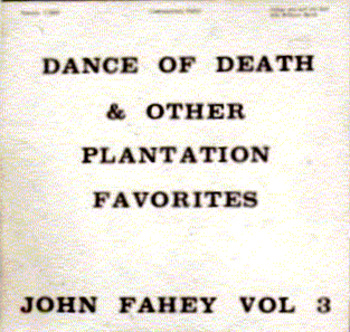 DANCE OF DEATH
& OTHER
PLANTATION
FAVORITES
JOHN FAHEY VOL 3